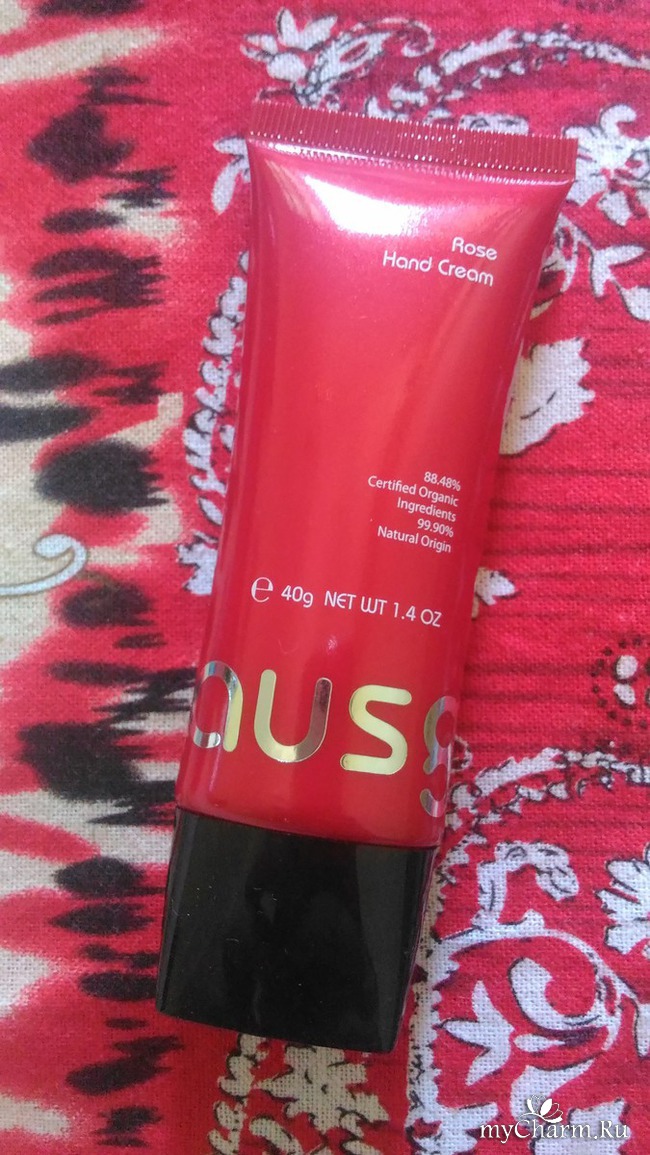 Rose
Hand Cream
88.48%
Certified Organic
Ingredients
99.90%
Natural Origin
℮ 40g NET WT 1.4 OZ
myCharm.Ru